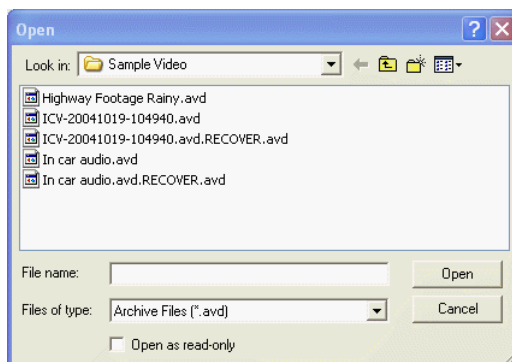 Open
Look in: Sample Video
Highway Footage Rainy.avd
ICV-20041019-104940.avd
ICV-20041019-104940.avd.RECOVER.avd
In car audio.avd
In car audio.avd.RECOVER.avd
File name: Open
Files of type: Archive Files (*.avd) Cancel
Open as read-only